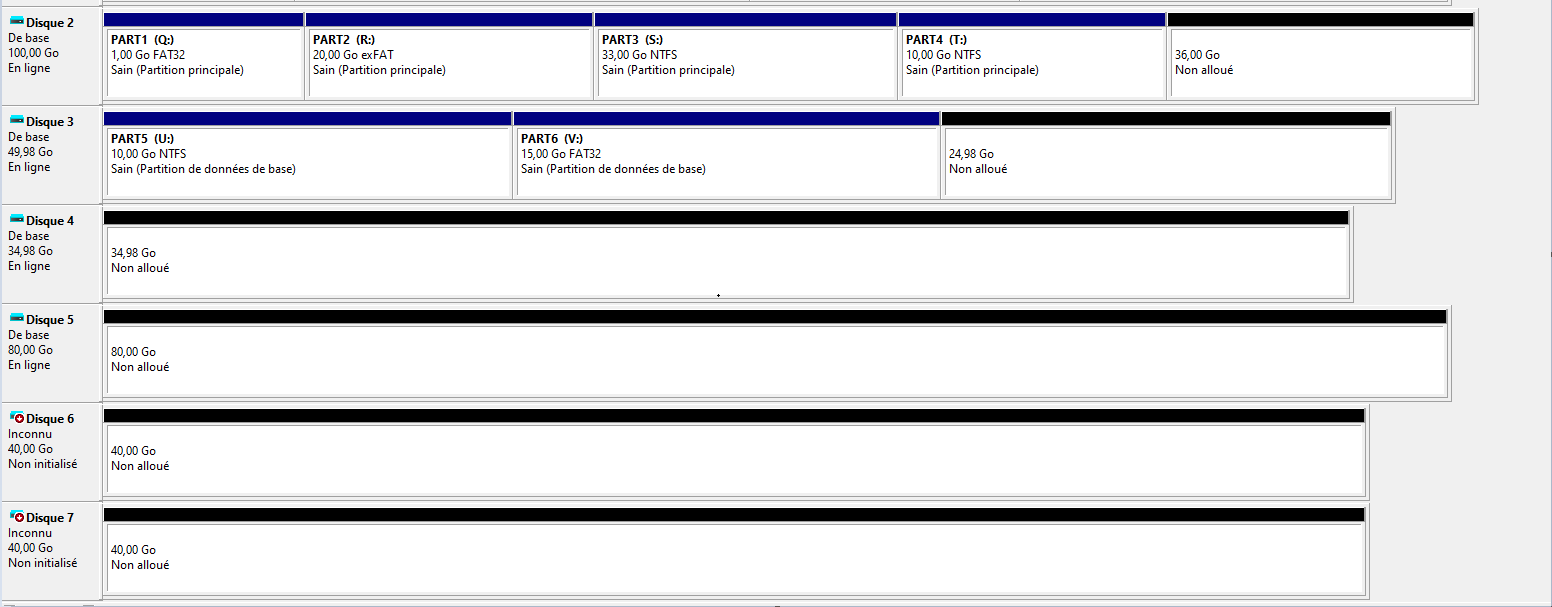 Disque 2
De base
100,00 Go
En ligne
PART1 (Q:)
1,00 Go FAT32
Sain (Partition principale)
PART2 (R:)
20,00 Go exFAT
Sain (Partition principale)
PART3 (S:)
33,00 Go NTFS
Sain (Partition principale)
PART4 (T:)
10,00 Go NTFS
Sain (Partition principale)
36,00 Go
Non alloué
Disque 3
De base
49,98 Go
En ligne
PART5 (U:)
10,00 Go NTFS
Sain (Partition de données de base)
PART6 (V:)
15,00 Go FAT32
Sain (Partition de données de base)
24,98 Go
Non alloué
Disque 4
De base
34,98 Go
En ligne
34,98 Go
Non alloué
Disque 5
De base
80,00 Go
En ligne
80,00 Go
Non alloué
Disque 6
Inconnu
40,00 Go
Non initialisé
40,00 Go
Non alloué
Disque 7
Inconnu
40,00 Go
Non initialisé
40,00 Go
Non alloué